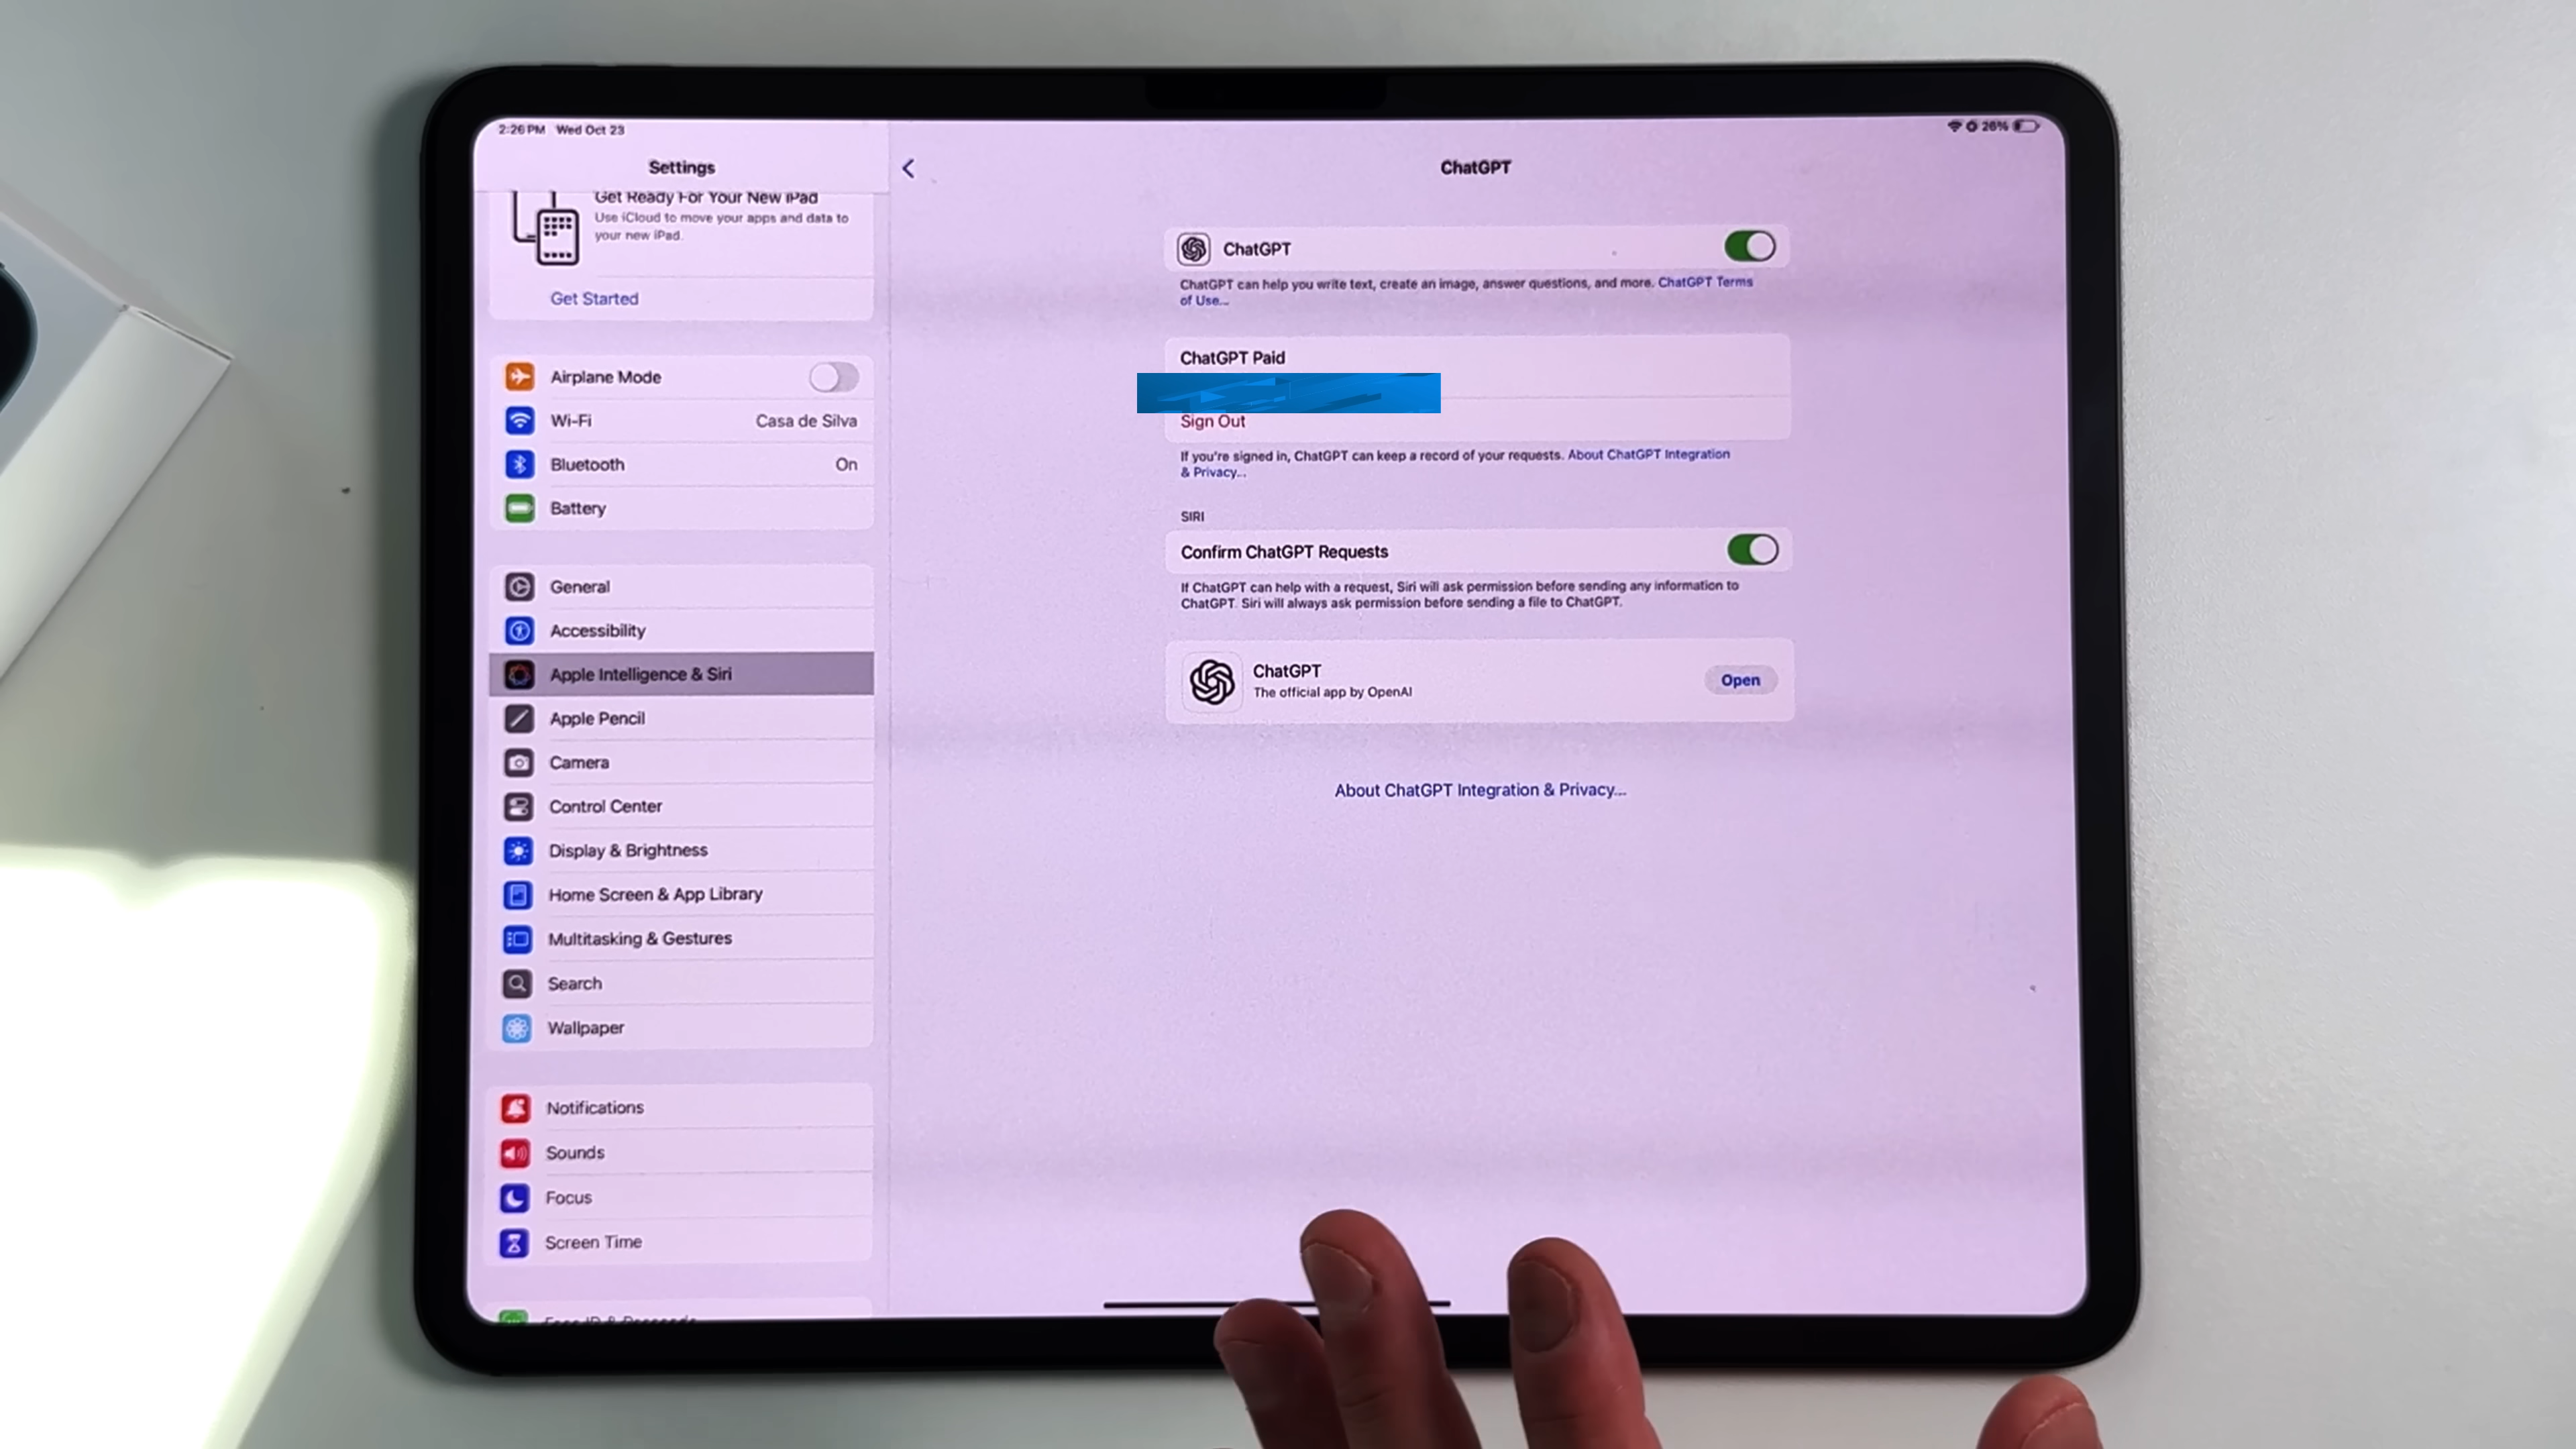 2:26 PM Wed Oct 23
26%
Settings
Get Ready For Your New iPad
Use iCloud to move your apps and data to
your new iPad.
Get Started
Airplane Mode
Wi-Fi Casa de Silva
Bluetooth On
Battery
General
Accessibility
Apple Intelligence & Siri
Apple Pencil
Camera
Control Center
Display & Brightness
Home Screen & App Library
Multitasking & Gestures
Search
Wallpaper
Notifications
Sounds
Focus
Screen Time
ChatGPT
ChatGPT
ChatGPT can help you write text, create an image, answer questions, and more. ChatGPT Terms
of Use...
ChatGPT Paid
Sign Out
If you're signed in, ChatGPT can keep a record of your requests. About ChatGPT Integration
& Privacy...
SIRI
Confirm ChatGPT Requests
If ChatGPT can help with a request, Siri will ask permission before sending any information to
ChatGPT. Siri will always ask permission before sending a file to ChatGPT.
ChatGPT
The official app by OpenAI
Open
About ChatGPT Integration & Privacy...